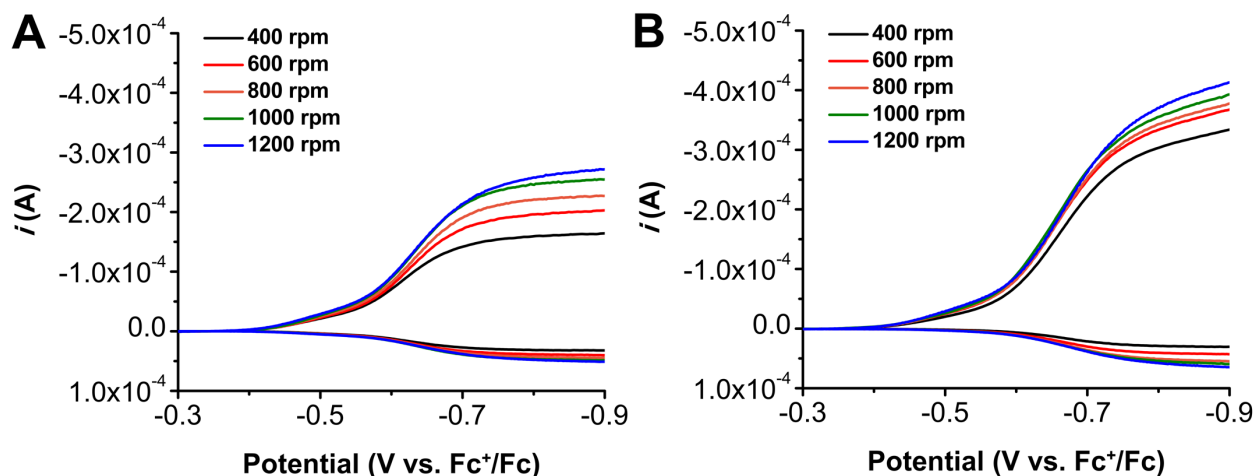 A
-5.0x10⁻⁴
-4.0x10⁻⁴
-3.0x10⁻⁴
-2.0x10⁻⁴
-1.0x10⁻⁴
0.0
1.0x10⁻⁴
i (A)
400 rpm
600 rpm
800 rpm
1000 rpm
1200 rpm
-0.3
-0.5
-0.7
-0.9
Potential (V vs. Fc⁺/Fc)
B
-5.0x10⁻⁴
-4.0x10⁻⁴
-3.0x10⁻⁴
-2.0x10⁻⁴
-1.0x10⁻⁴
0.0
1.0x10⁻⁴
i (A)
400 rpm
600 rpm
800 rpm
1000 rpm
1200 rpm
-0.3
-0.5
-0.7
-0.9
Potential (V vs. Fc⁺/Fc)